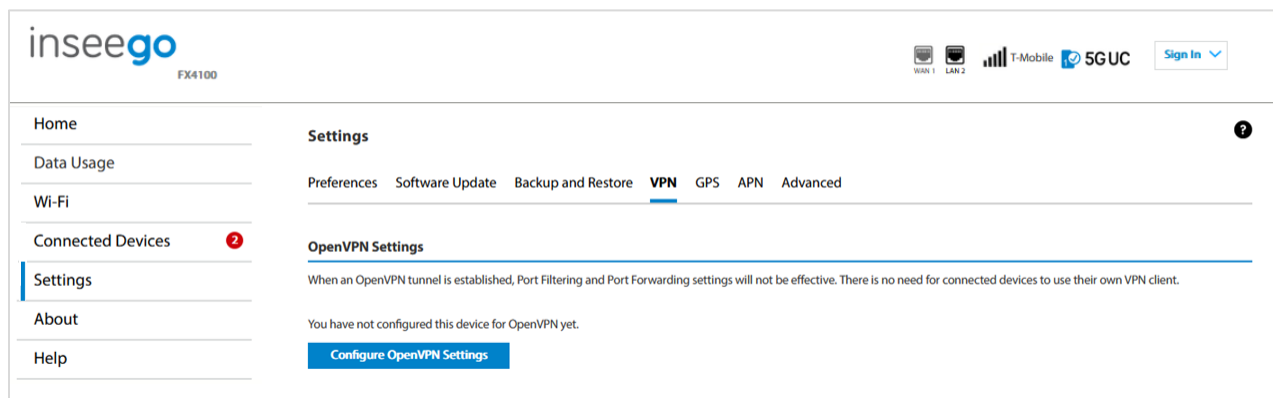 inseego
FX4100
WAN 1
LAN 2
T-Mobile
5G UC
Sign In
Home
Data Usage
Wi-Fi
Connected Devices 2
Settings
About
Help
Settings
?
Preferences Software Update Backup and Restore VPN GPS APN Advanced
OpenVPN Settings
When an OpenVPN tunnel is established, Port Filtering and Port Forwarding settings will not be effective. There is no need for connected devices to use their own VPN client.
You have not configured this device for OpenVPN yet.
Configure OpenVPN Settings